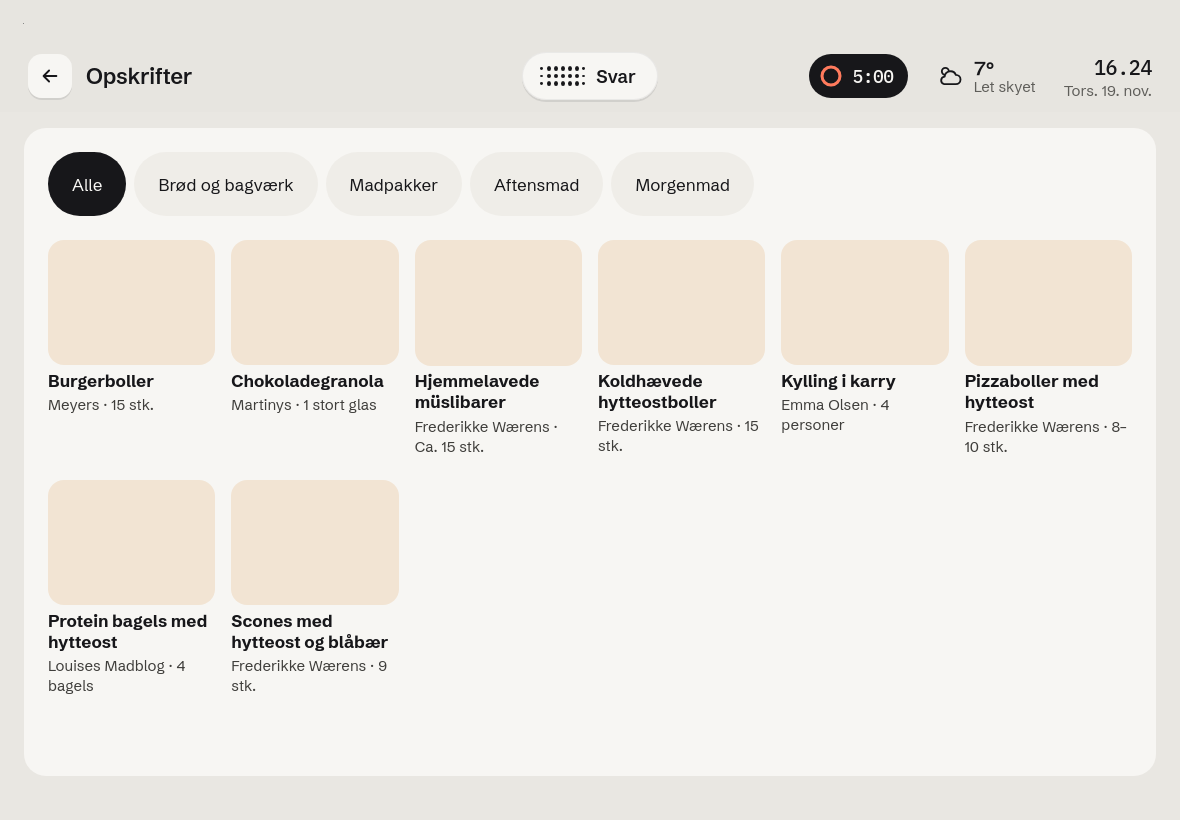 Opskrifter
Svar
5:00
7°
Let skyet
16.24
Tors. 19. nov.
Alle
Brød og bagværk
Madpakker
Aftensmad
Morgenmad
Burgerboller
Meyers · 15 stk.
Chokoladegranola
Martinys · 1 stort glas
Hjemmelavede
müslibarer
Frederikke Wærens ·
Ca. 15 stk.
Koldhævede
hytteostboller
Frederikke Wærens · 15
stk.
Kylling i karry
Emma Olsen · 4
personer
Pizzaboller med
hytteost
Frederikke Wærens · 8–
10 stk.
Protein bagels med
hytteost
Louises Madblog · 4
bagels
Scones med
hytteost og blåbær
Frederikke Wærens · 9
stk.